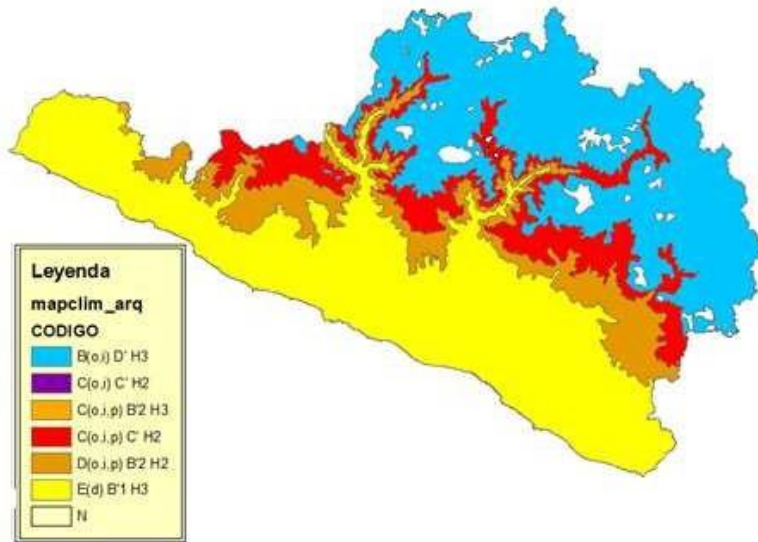 Leyenda
mapclim_arq
CODIGO
B(o,i) D' H3
C(o,i) C' H2
C(o,i,p) B'2 H3
C(o,i,p) C' H2
D(o,i,p) B'2 H2
E(d) B'1 H3
N